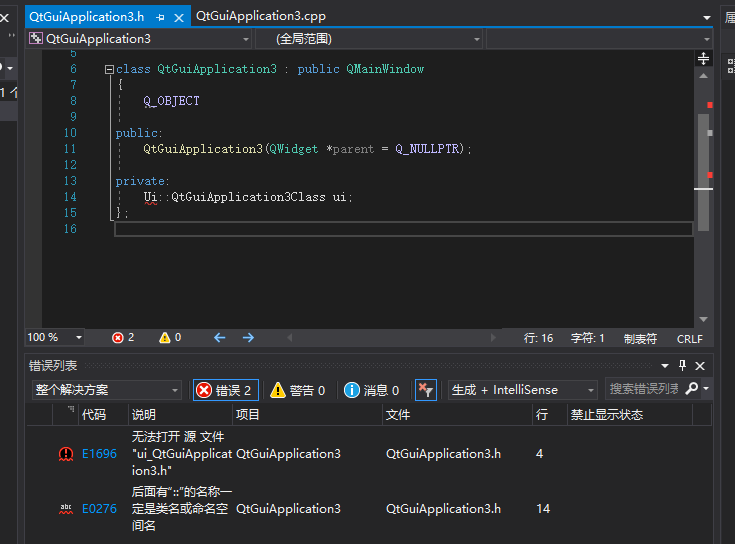 QtGuiApplication3.h
QtGuiApplication3.cpp
QtGuiApplication3
(全局范围)
5
6 class QtGuiApplication3 : public QMainWindow
7 {
8 Q_OBJECT
9
10 public:
11 QtGuiApplication3(QWidget *parent = Q_NULLPTR);
12
13 private:
14 Ui::QtGuiApplication3Class ui;
15 };
16
1 个
100 % 2 0 行: 16 字符: 1 制表符 CRLF
错误列表
整个解决方案 错误 2 警告 0 消息 0 生成 + IntelliSense 搜索错误列表
代码 说明 项目 文件 行 禁止显示状态
无法打开 源 文件
E1696 "ui_QtGuiApplicat QtGuiApplication3 QtGuiApplication3.h 4
ion3.h"
后面有“::”的名称一
abc E0276 定是类名或命名空 QtGuiApplication3 QtGuiApplication3.h 14
间名